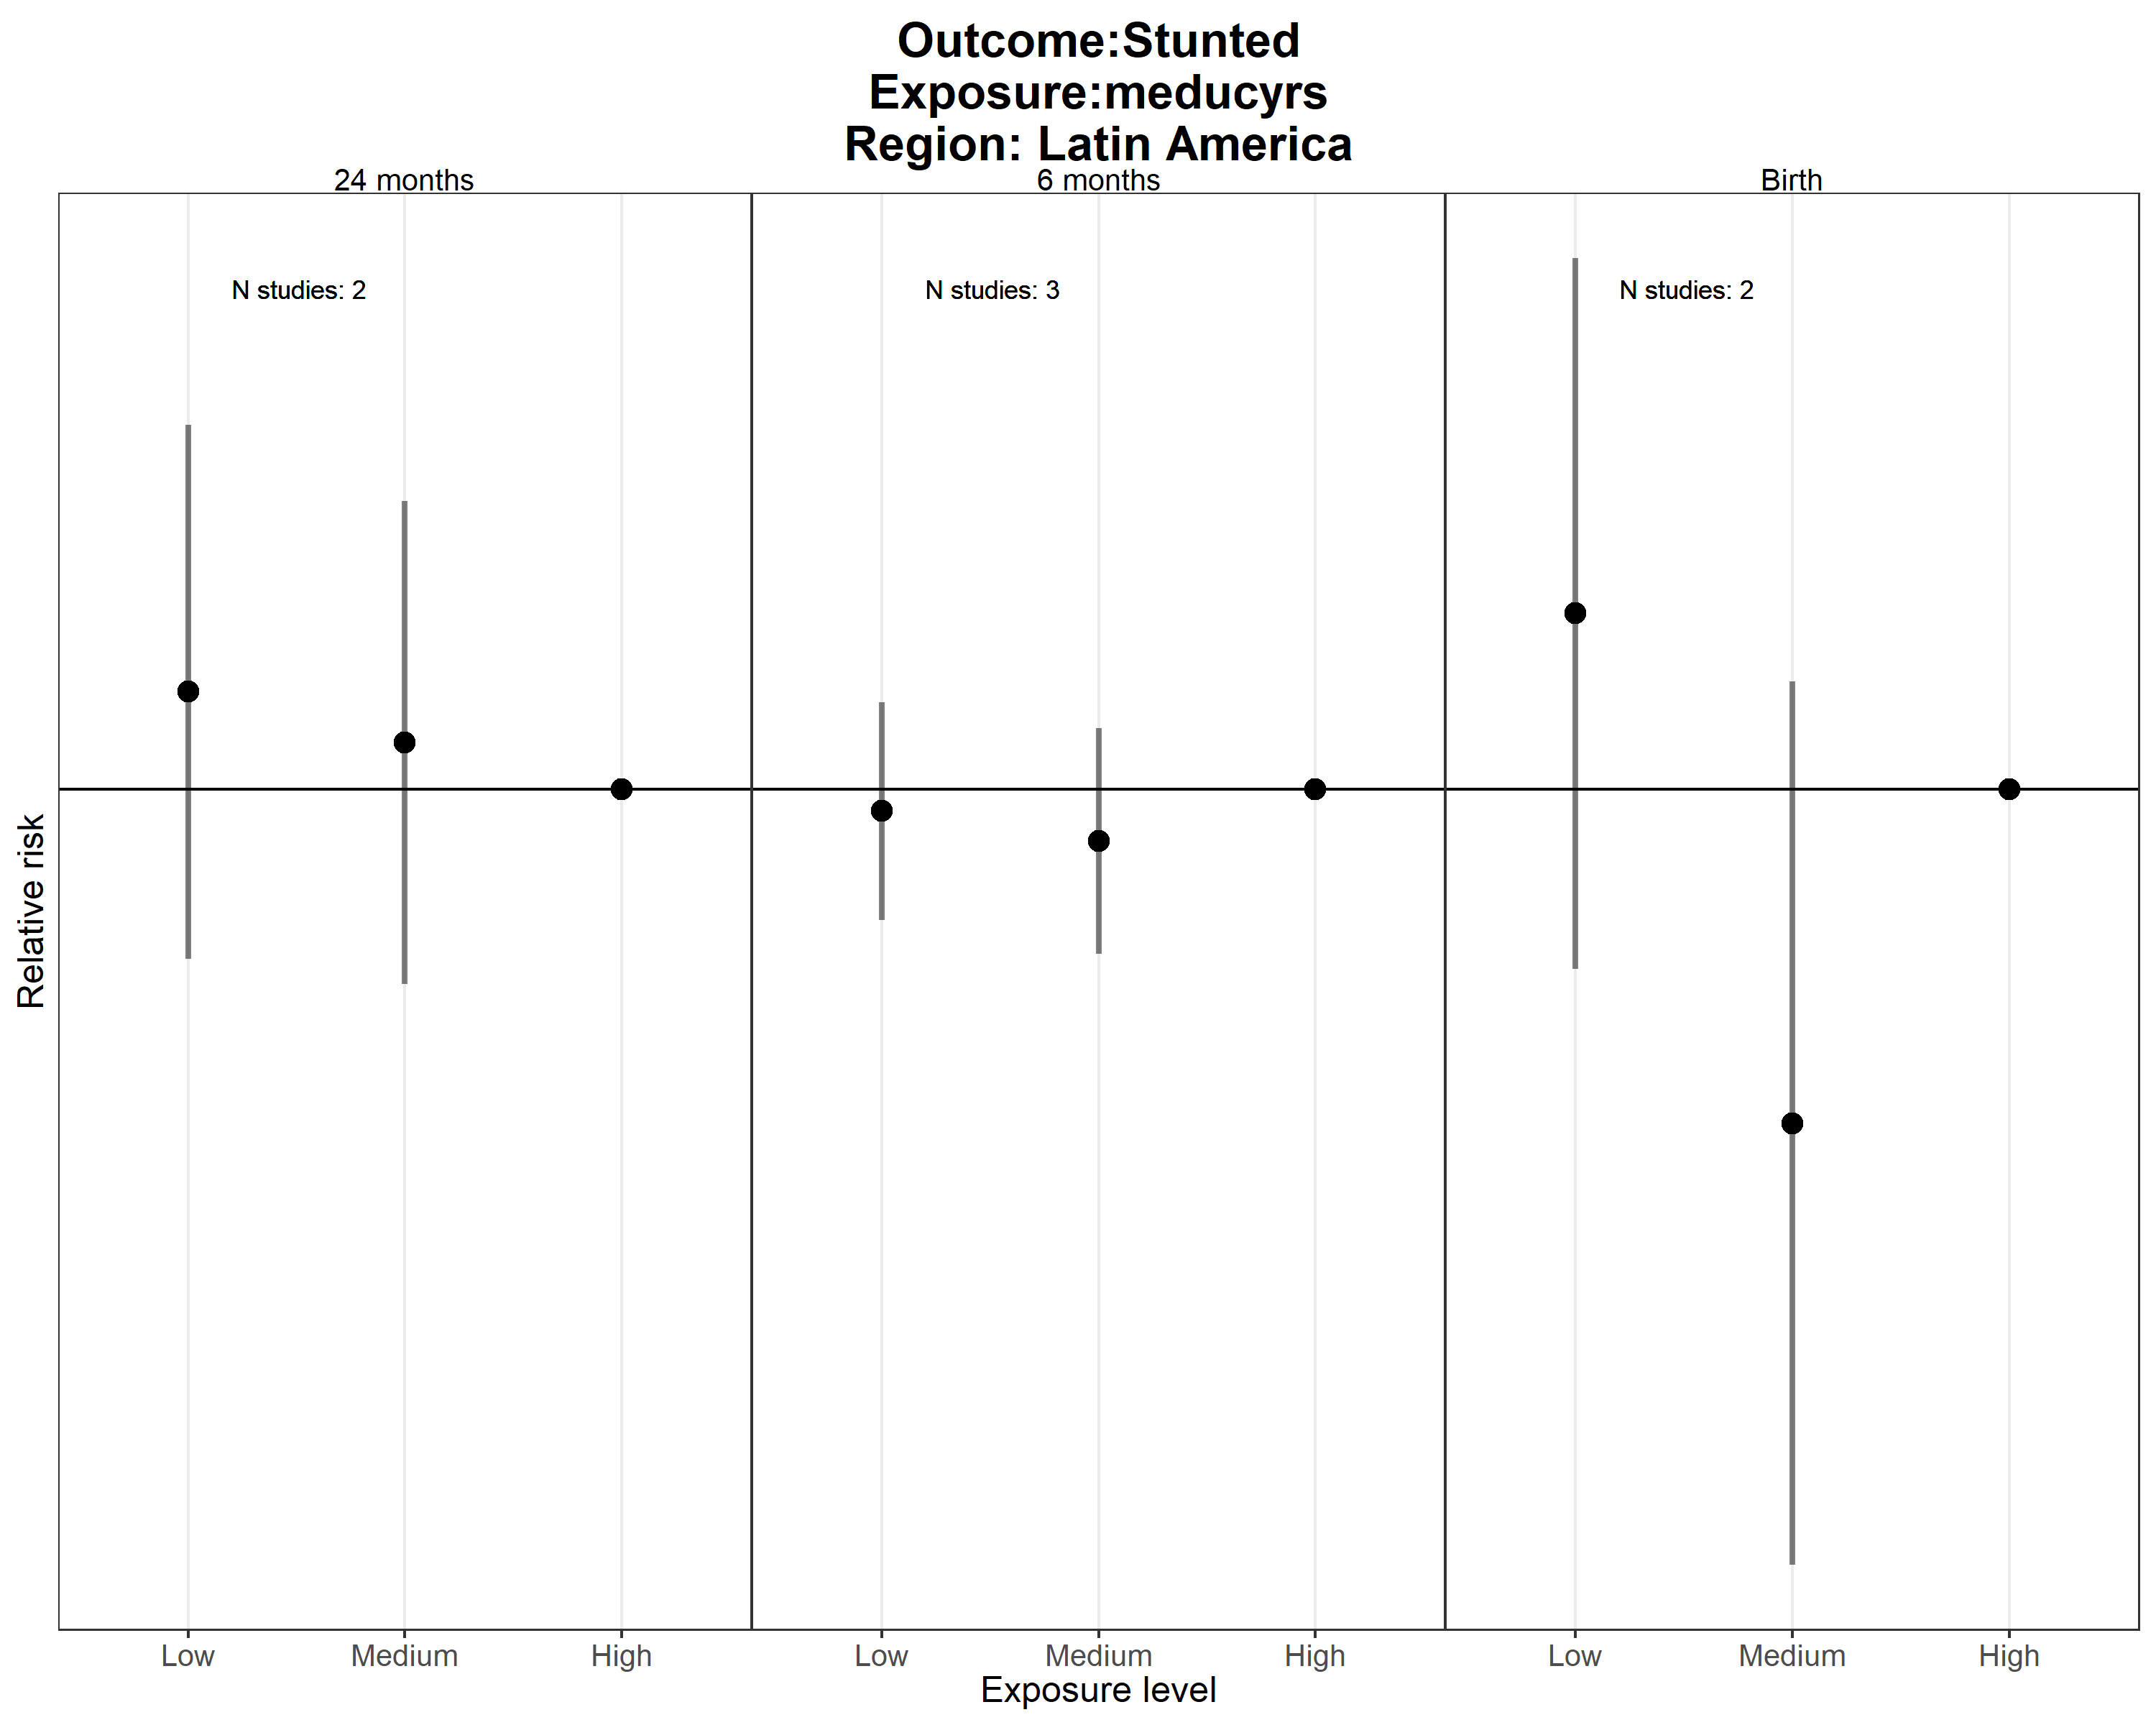 Outcome:Stunted
Exposure:meducyrs
Region: Latin America
24 months
6 months
Birth
N studies: 2
N studies: 3
N studies: 2
Relative risk
Low
Medium
High
Low
Medium
High
Low
Medium
High
Exposure level